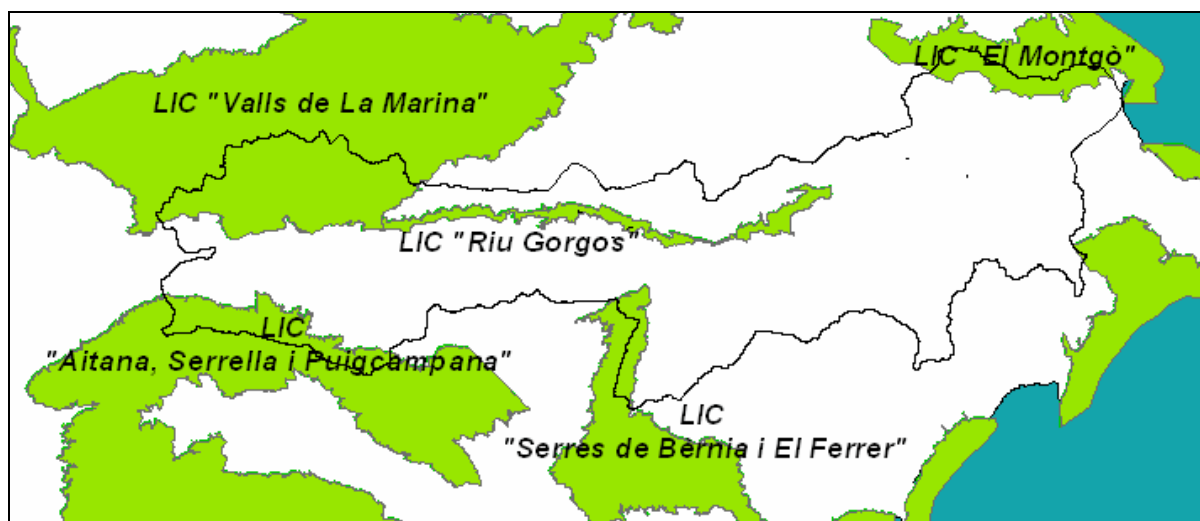 LIC "El Montgò"
LIC "Valls de La Marina"
LIC "Riu Gorgos"
LIC
"Aitana, Serrella i Puigcampana"
LIC
"Serres de Bèrnia i El Ferrer"